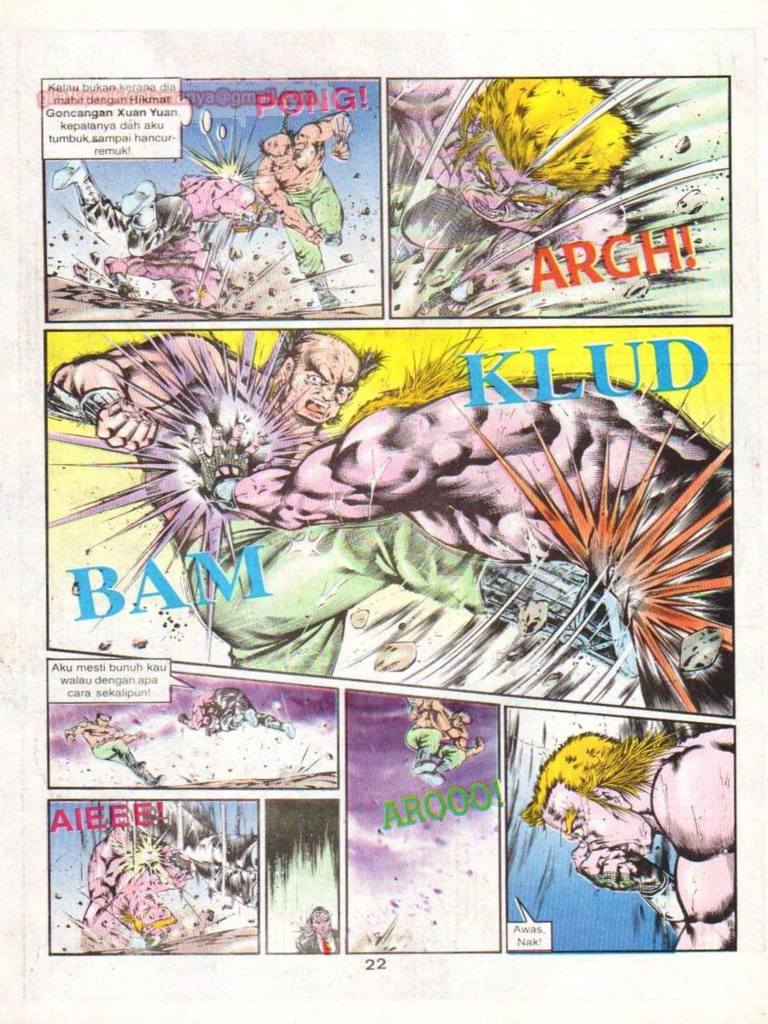 Kalau bukan kerana dia
mahir dengan Hikmat
Goncangan Xuan Yuan,
kepalanya dah aku
tumbuk sampai hancur-
remuk!
PONG!
ARGH!
KLUD
BAM
Aku mesti bunuh kau
walau dengan apa
cara sekalipun!
AROOO!
AIEEE!
Awas,
Nak!
22